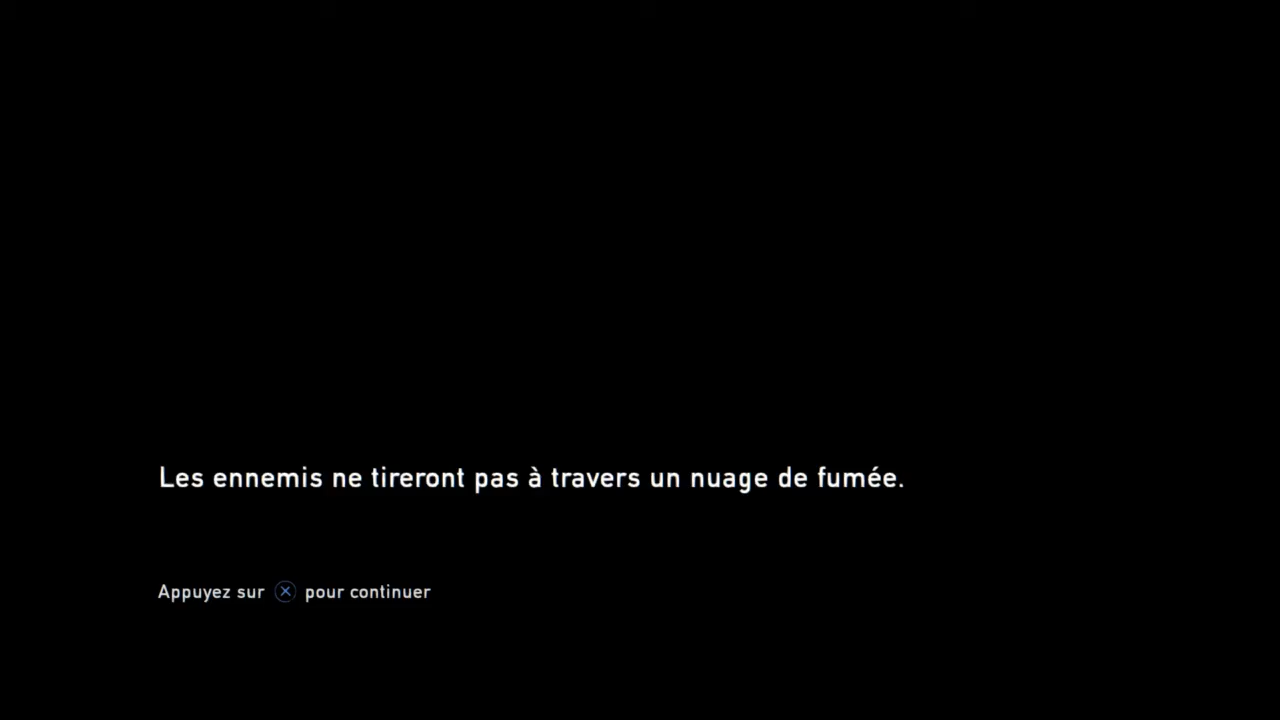 Les ennemis ne tireront pas à travers un nuage de fumée.
Appuyez sur ⓧ pour continuer